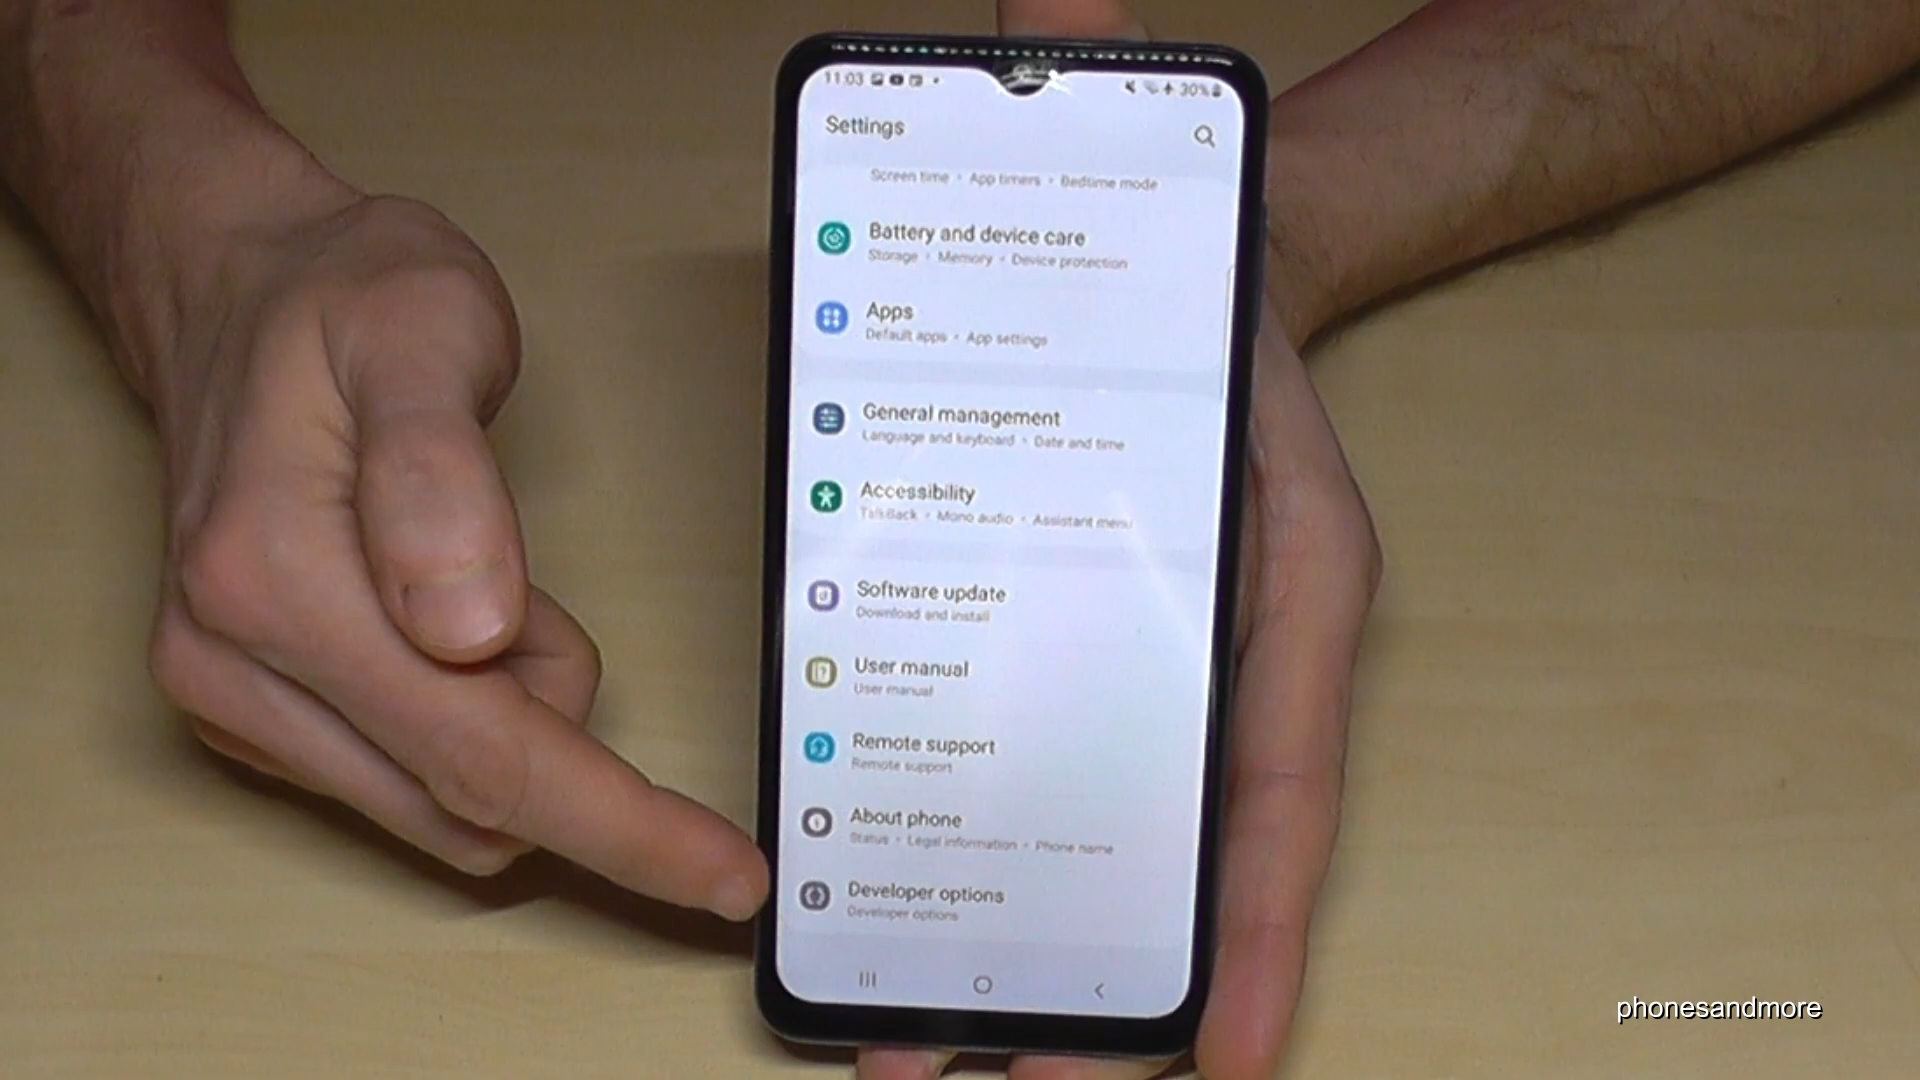 11:03
30%
Settings
Screen time • App timers • Bedtime mode
Battery and device care
Storage • Memory • Device protection
Apps
Default apps • App settings
General management
Language and keyboard • Date and time
Accessibility
TalkBack • Mono audio • Assistant menu
Software update
Download and install
User manual
User manual
Remote support
Remote support
About phone
Status • Legal information • Phone name
Developer options
Developer options
phonesandmore